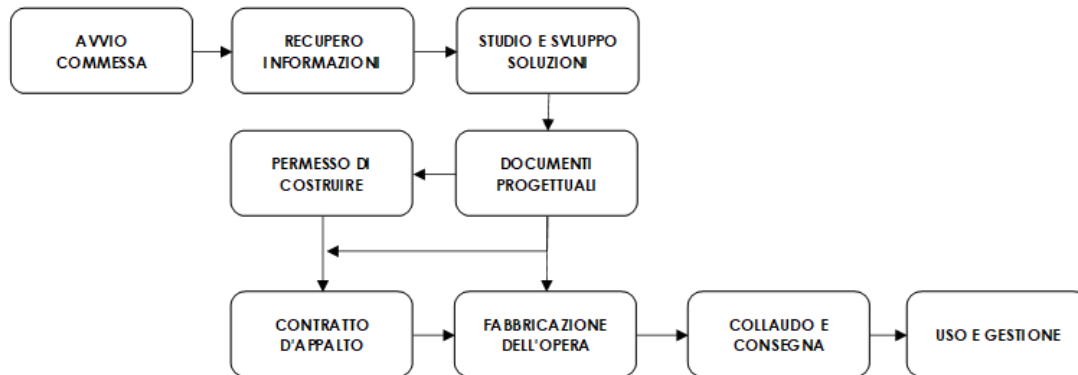 AVVIO
COMMESSA
RECUPERO
INFORMAZIONI
STUDIO E SVLUPPO
SOLUZIONI
PERMESSO DI
COSTRUIRE
DOCUMENTI
PROGETTUALI
CONTRATTO
D'APPALTO
FABBRICAZIONE
DELL'OPERA
COLLAUDO E
CONSEGNA
USO E GESTIONE